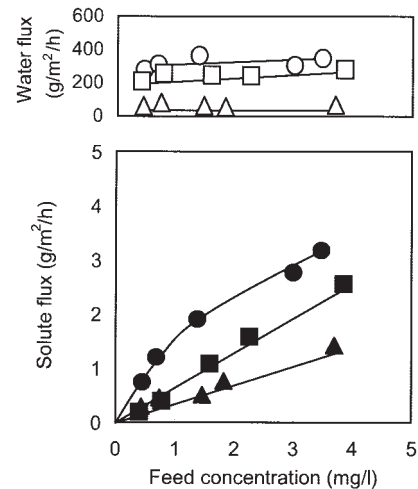 600
400
200
0
Water flux
(g/m²/h)
5
4
3
2
1
0
Solute flux (g/m²/h)
0 1 2 3 4 5
Feed concentration (mg/l)